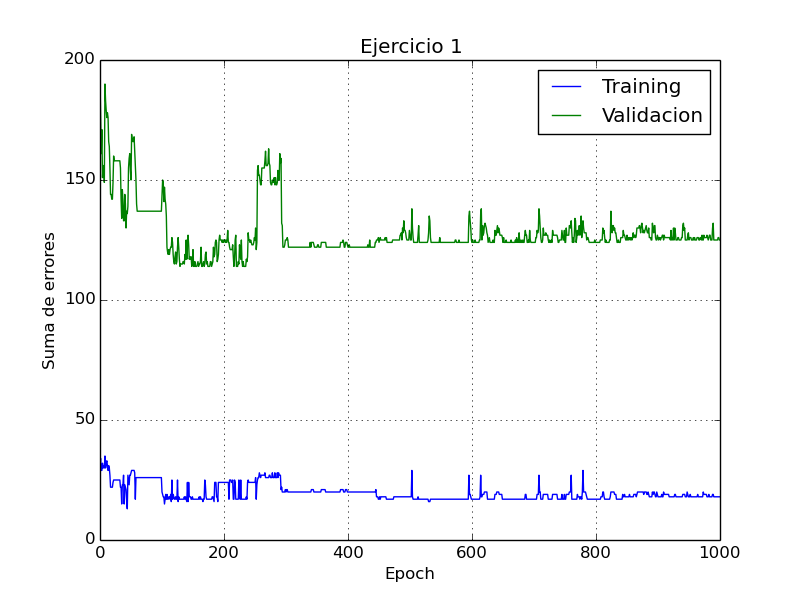 Ejercicio 1
Training
Validacion
Suma de errores
200
150
100
50
0
0 200 400 600 800 1000
Epoch